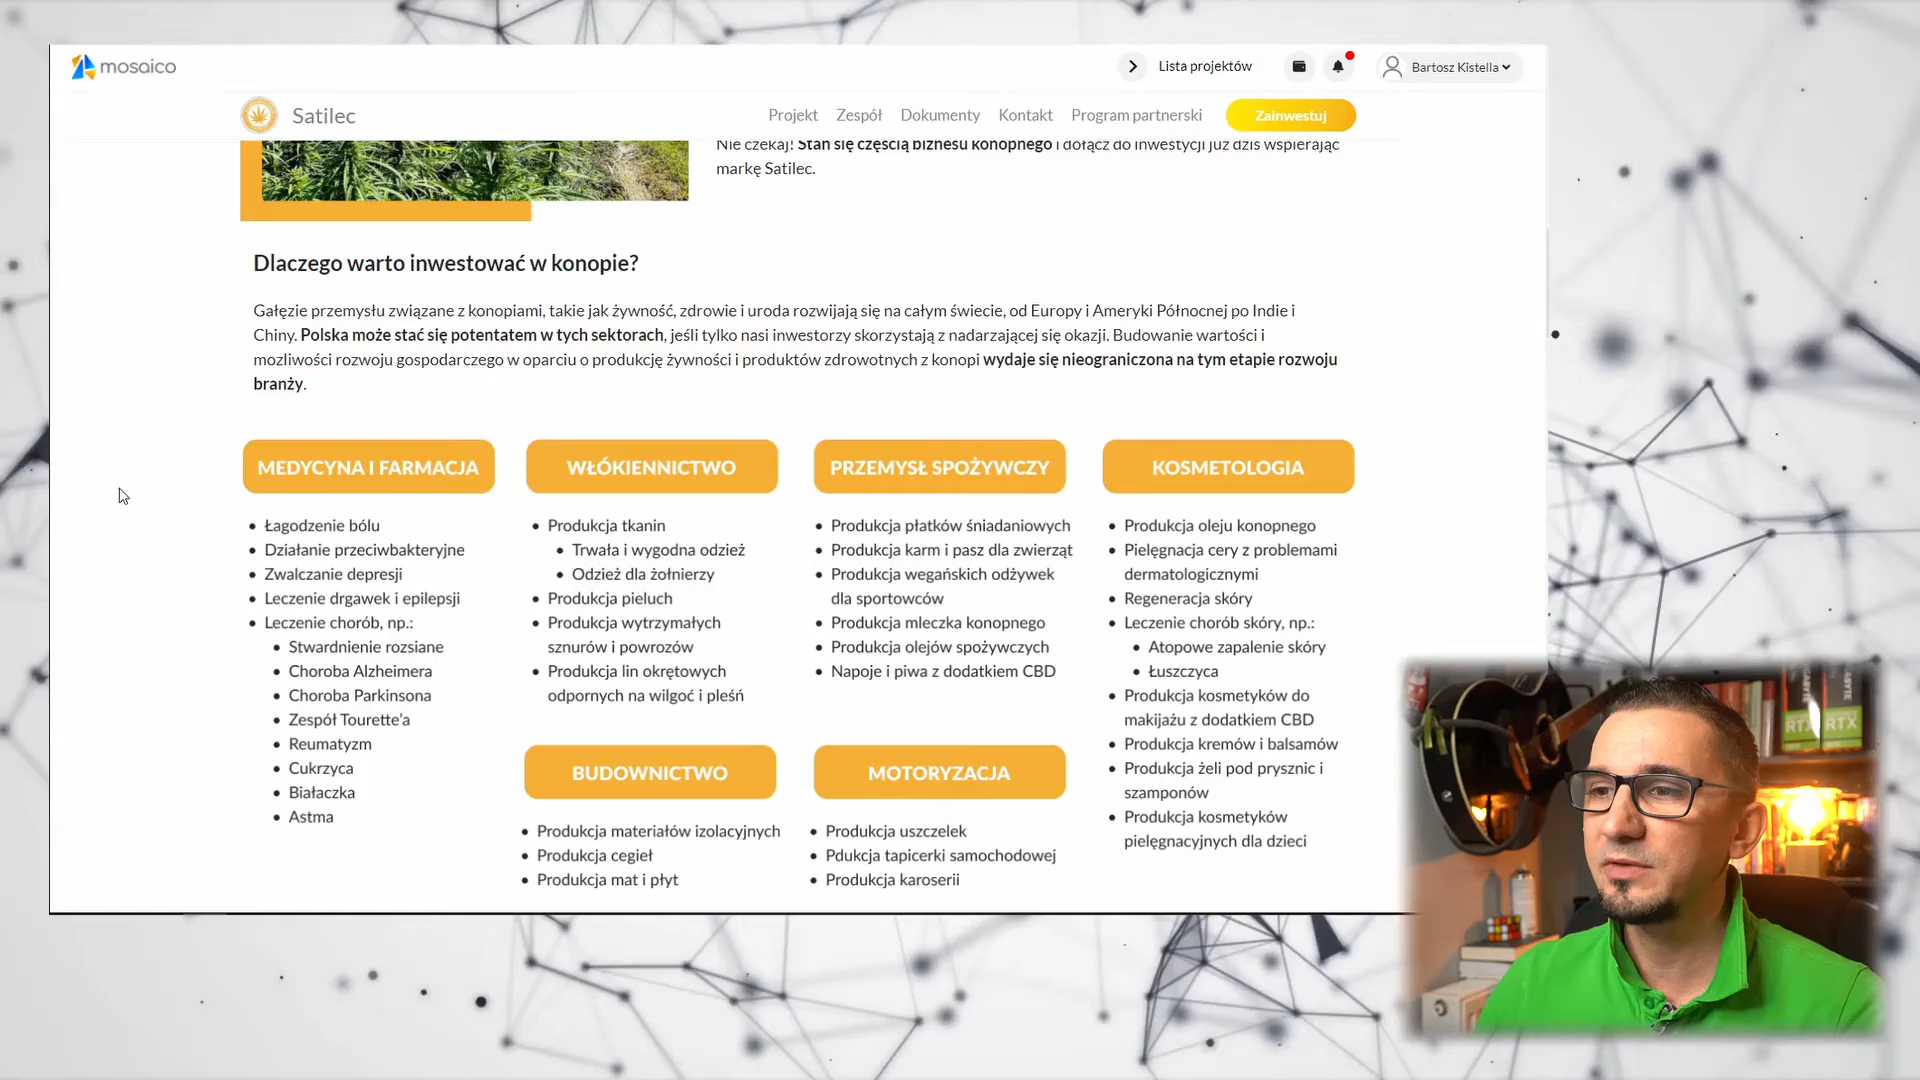 mosaico
Lista projektów
Bartosz Kistella
Satilec
Projekt
Zespół
Dokumenty
Kontakt
Program partnerski
Zainwestuj
Nie czekaj! Stań się częścią biznesu konopnego i dołącz do inwestycji już dziś wspierając
markę Satilec.
Dlaczego warto inwestować w konopie?
Gałęzie przemysłu związane z konopiami, takie jak żywność, zdrowie i uroda rozwijają się na całym świecie, od Europy i Ameryki Północnej po Indie i
Chiny. Polska może stać się potentatem w tych sektorach, jeśli tylko nasi inwestorzy skorzystają z nadarzającej się okazji. Budowanie wartości i
mozliwości rozwoju gospodarczego w oparciu o produkcję żywności i produktów zdrowotnych z konopi wydaje się nieograniczona na tym etapie rozwoju
branży.
MEDYCYNA I FARMACJA
Łagodzenie bólu
Działanie przeciwbakteryjne
Zwalczanie depresji
Leczenie drgawek i epilepsji
Leczenie chorób, np.:
Stwardnienie rozsiane
Choroba Alzheimera
Choroba Parkinsona
Zespół Tourette'a
Reumatyzm
Cukrzyca
Białaczka
Astma
WŁÓKIENNICTWO
Produkcja tkanin
Trwała i wygodna odzież
Odzież dla żołnierzy
Produkcja pieluch
Produkcja wytrzymałych
sznurów i powrozów
Produkcja lin okrętowych
odpornych na wilgoć i pleśń
PRZEMYSŁ SPOŻYWCZY
Produkcja płatków śniadaniowych
Produkcja karm i pasz dla zwierząt
Produkcja wegańskich odżywek
dla sportowców
Produkcja mleczka konopnego
Produkcja olejów spożywczych
Napoje i piwa z dodatkiem CBD
KOSMETOLOGIA
Produkcja oleju konopnego
Pielęgnacja cery z problemami
dermatologicznymi
Regeneracja skóry
Leczenie chorób skóry, np.:
Atopowe zapalenie skóry
Łuszczyca
Produkcja kosmetyków do
makijażu z dodatkiem CBD
Produkcja kremów i balsamów
Produkcja żeli pod prysznic i
szamponów
Produkcja kosmetyków
pielęgnacyjnych dla dzieci
BUDOWNICTWO
Produkcja materiałów izolacyjnych
Produkcja cegieł
Produkcja mat i płyt
MOTORYZACJA
Produkcja uszczelek
Pdukcja tapicerki samochodowej
Produkcja karoserii
RTX
RTX